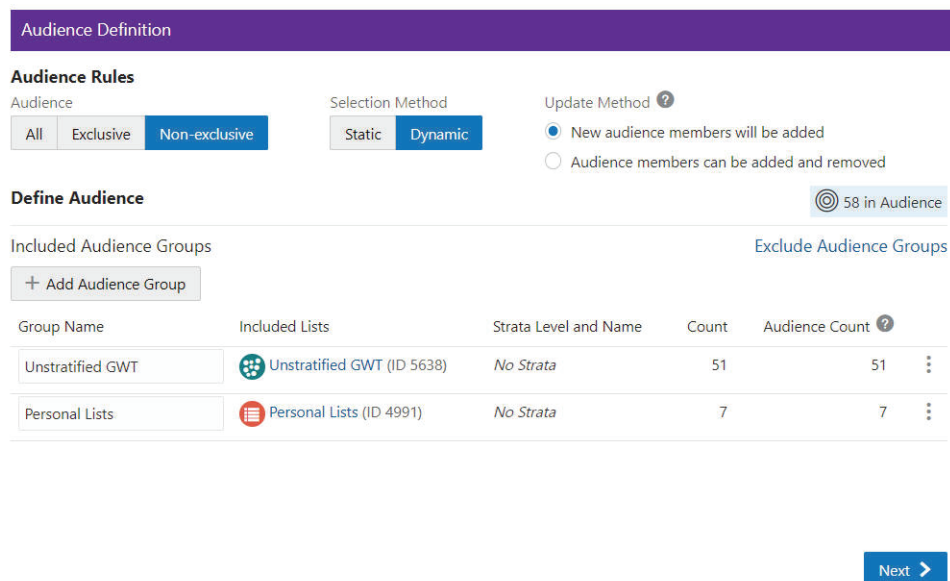 Audience Definition
Audience Rules
Audience Selection Method Update Method ?
All Exclusive Non-exclusive Static Dynamic New audience members will be added
Audience members can be added and removed
Define Audience 58 in Audience
Included Audience Groups Exclude Audience Groups
+ Add Audience Group
Group Name Included Lists Strata Level and Name Count Audience Count ?
Unstratified GWT Unstratified GWT (ID 5638) No Strata 51 51
Personal Lists Personal Lists (ID 4991) No Strata 7 7
Next